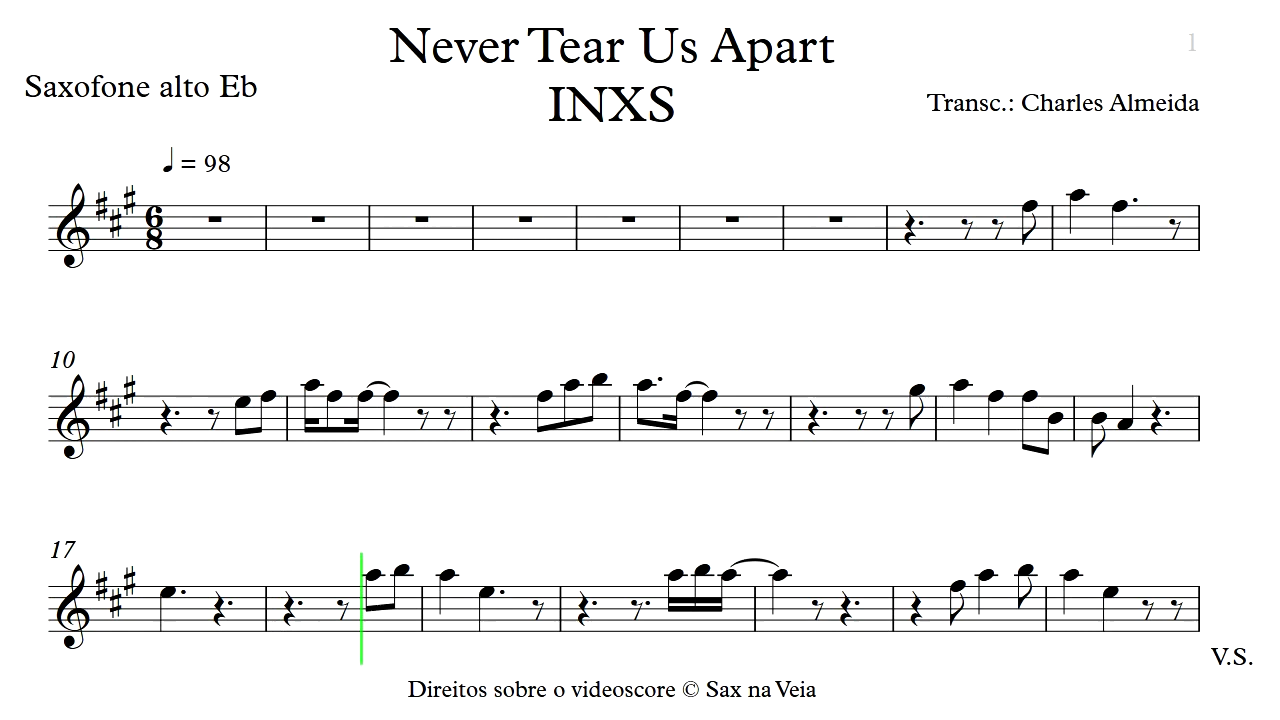 Never Tear Us Apart
1
Saxofone alto Eb
INXS
Transc.: Charles Almeida
♩ = 98
6
8
10
17
V.S.
Direitos sobre o videoscore © Sax na Veia